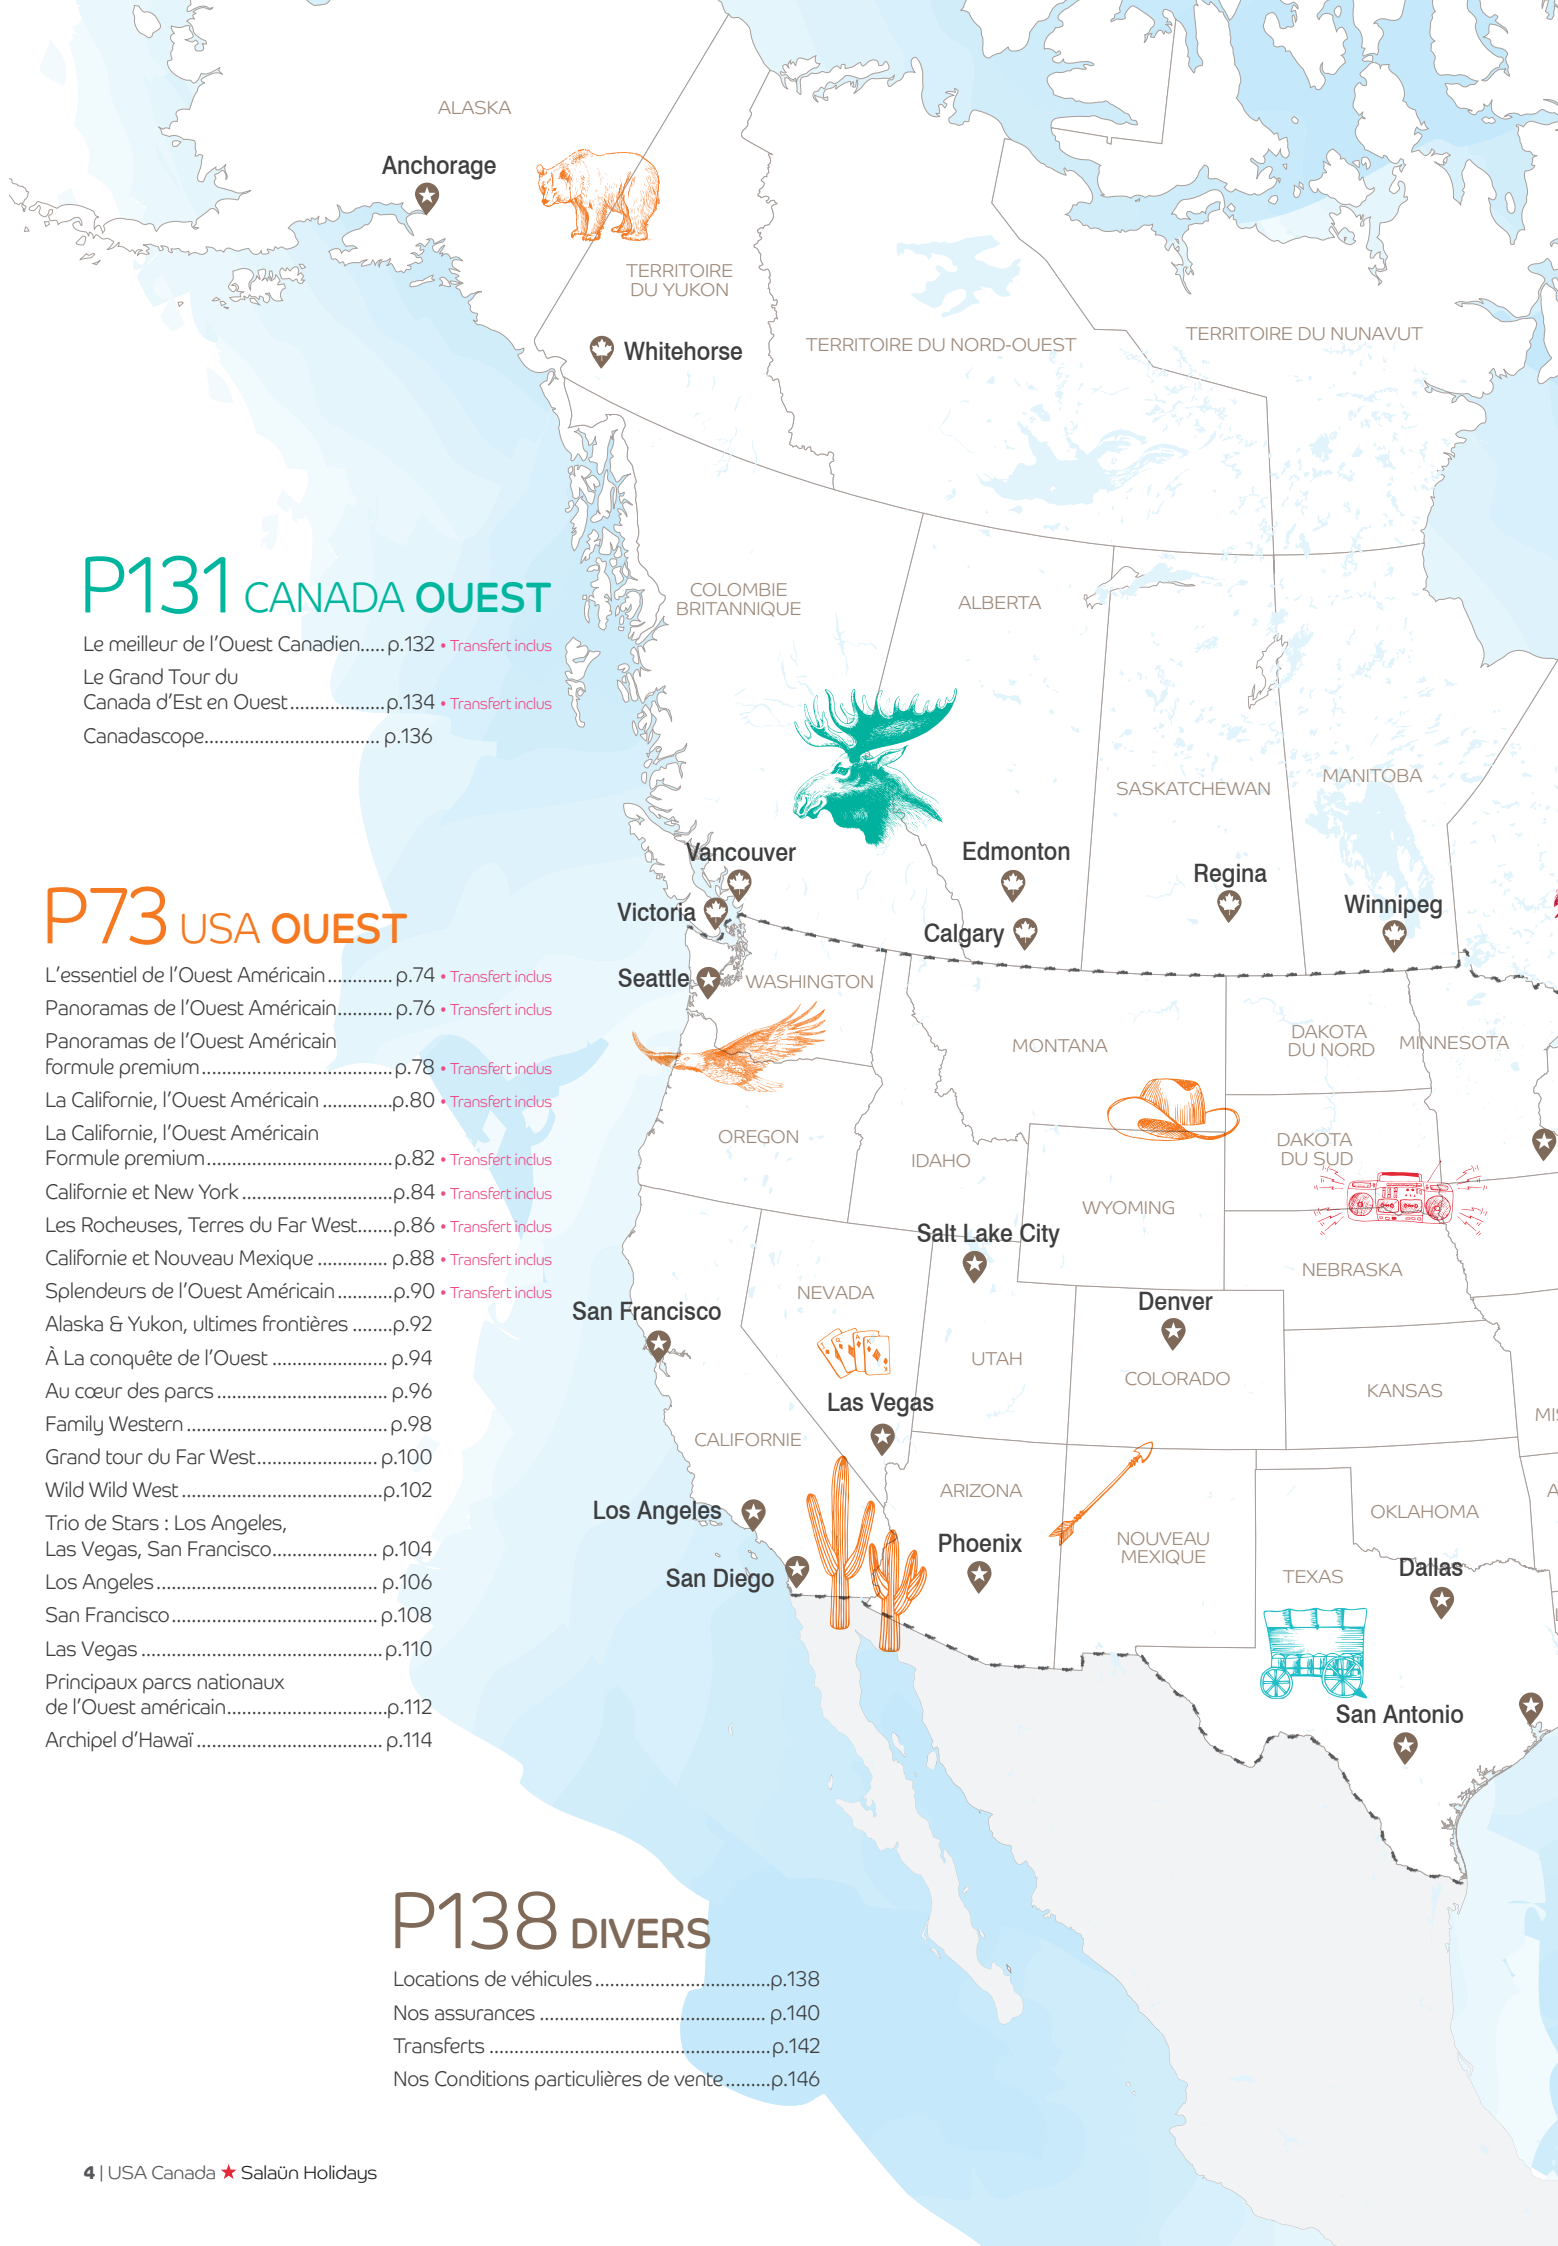 ALASKA
Anchorage
TERRITOIRE
DU YUKON
Whitehorse
TERRITOIRE DU NORD-OUEST
TERRITOIRE DU NUNAVUT
P131 CANADA OUEST
Le meilleur de l'Ouest Canadien.....p.132 • Transfert inclus
Le Grand Tour du
Canada d'Est en Ouest...................p.134 • Transfert inclus
Canadascope................................... p.136
COLOMBIE
BRITANNIQUE
ALBERTA
SASKATCHEWAN
MANITOBA
Vancouver
Victoria
Edmonton
Calgary
Regina
Winnipeg
P73 USA OUEST
L'essentiel de l'Ouest Américain............. p.74 • Transfert inclus
Panoramas de l'Ouest Américain........... p.76 • Transfert inclus
Panoramas de l'Ouest Américain
formule premium......................................p.78 • Transfert inclus
La Californie, l'Ouest Américain ..............p.80 • Transfert inclus
La Californie, l'Ouest Américain
Formule premium.....................................p.82 • Transfert inclus
Californie et New York ..............................p.84 • Transfert inclus
Les Rocheuses, Terres du Far West.......p.86 • Transfert inclus
Californie et Nouveau Mexique .............. p.88 • Transfert inclus
Splendeurs de l'Ouest Américain...........p.90 • Transfert inclus
Alaska & Yukon, ultimes frontières ........p.92
À La conquête de l'Ouest ....................... p.94
Au cœur des parcs .................................. p.96
Family Western ........................................ p.98
Grand tour du Far West........................ p.100
Wild Wild West ........................................p.102
Trio de Stars : Los Angeles,
Las Vegas, San Francisco..................... p.104
Los Angeles ............................................ p.106
San Francisco ......................................... p.108
Las Vegas ................................................ p.110
Principaux parcs nationaux
de l'Ouest américain................................p.112
Archipel d'Hawaï ..................................... p.114
Seattle
WASHINGTON
MONTANA
DAKOTA
DU NORD
MINNESOTA
OREGON
IDAHO
DAKOTA
DU SUD
WYOMING
Salt Lake City
NEBRASKA
San Francisco
NEVADA
Denver
UTAH
COLORADO
KANSAS
Las Vegas
MIS
CALIFORNIE
Los Angeles
ARIZONA
A
OKLAHOMA
Phoenix
NOUVEAU
MEXIQUE
San Diego
TEXAS
Dallas
L
San Antonio
P138 DIVERS
Locations de véhicules ...................................p.138
Nos assurances ............................................. p.140
Transferts ........................................................p.142
Nos Conditions particulières de vente .........p.146
4 | USA Canada ★ Salaün Holidays